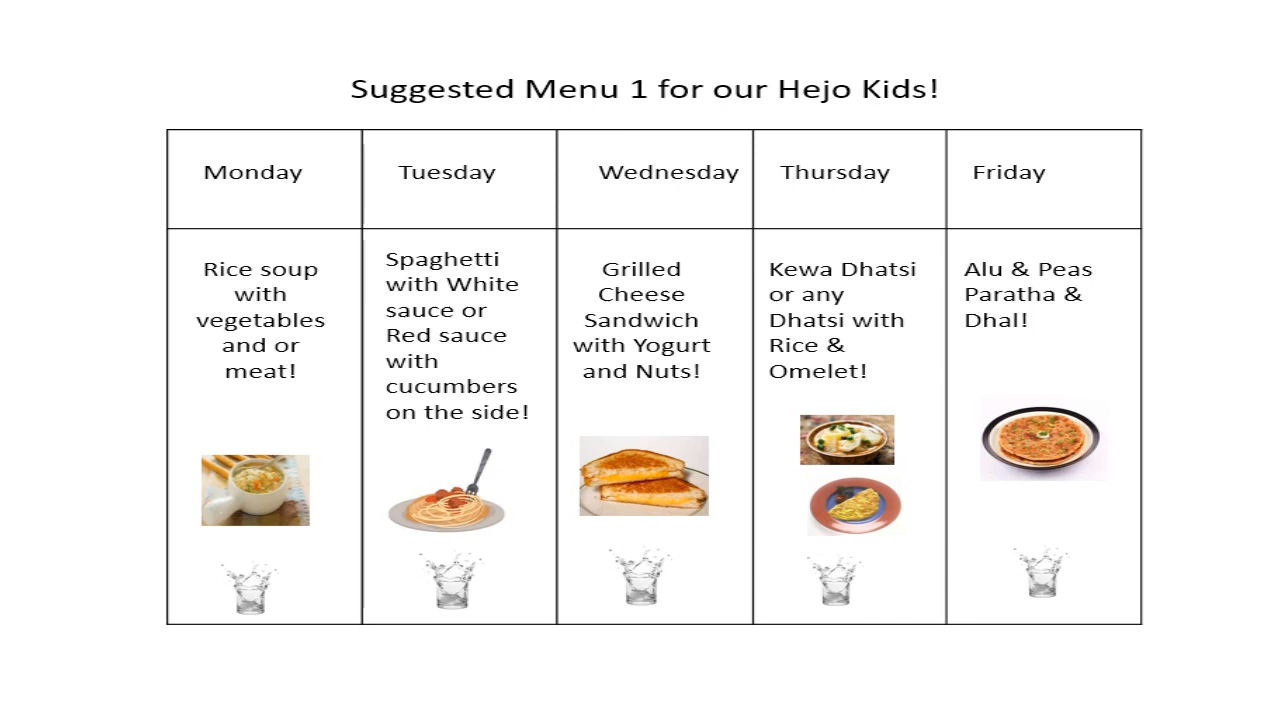 Suggested Menu 1 for our Hejo Kids!
Monday
Tuesday
Wednesday
Thursday
Friday
Rice soup
with
vegetables
and or
meat!
Spaghetti
with White
sauce or
Red sauce
with
cucumbers
on the side!
Grilled
Cheese
Sandwich
with Yogurt
and Nuts!
Kewa Dhatsi
or any
Dhatsi with
Rice &
Omelet!
Alu & Peas
Paratha &
Dhal!